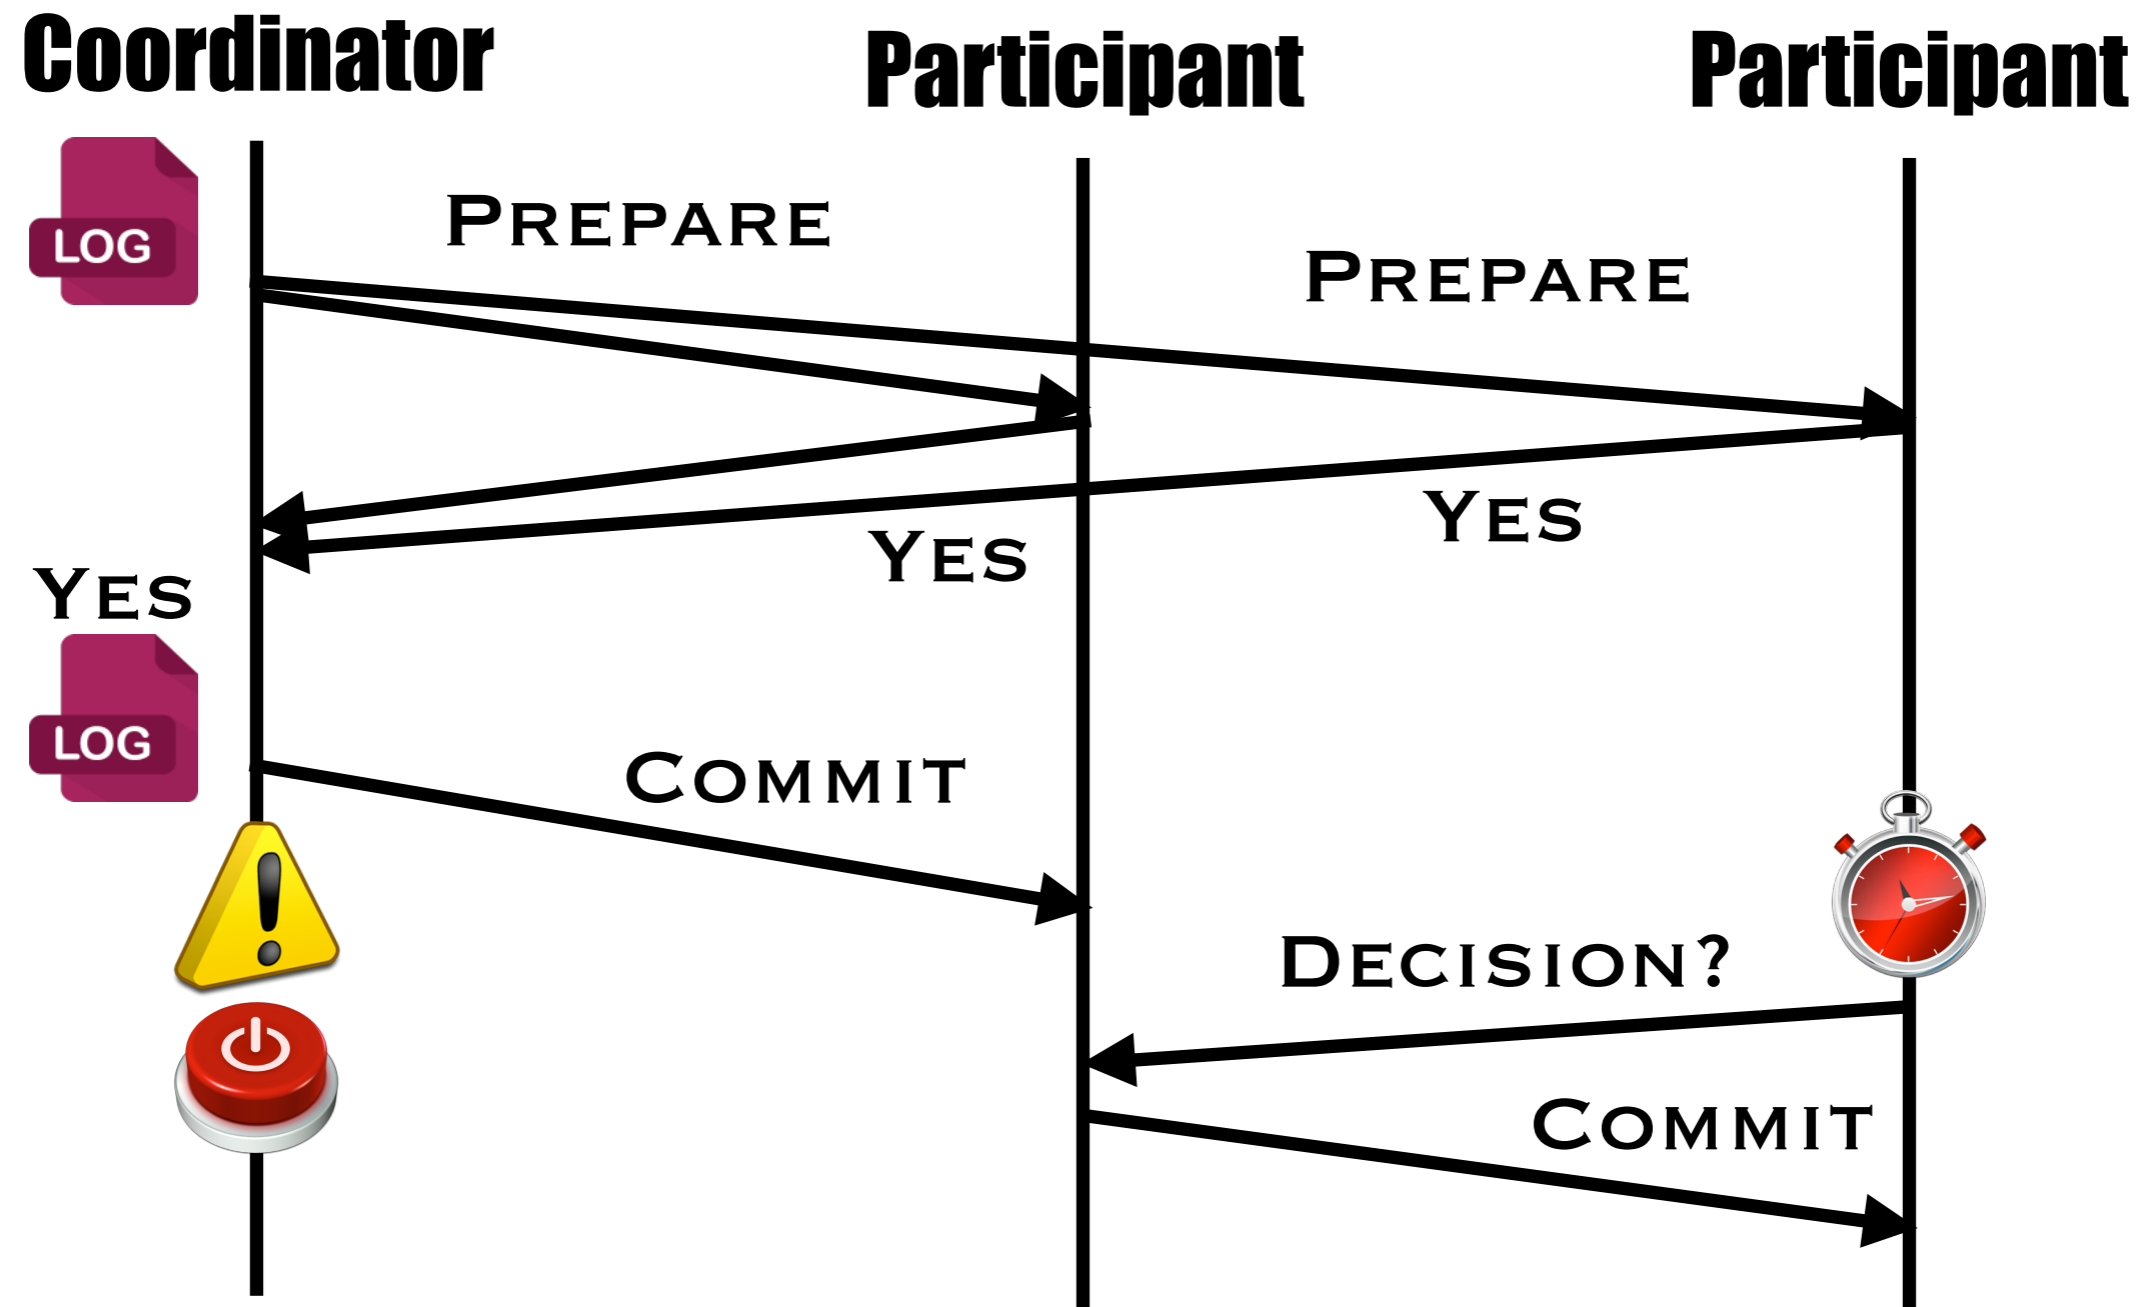 Coordinator
Participant
Participant
LOG
PREPARE
PREPARE
YES
YES
YES
LOG
COMMIT
DECISION?
COMMIT